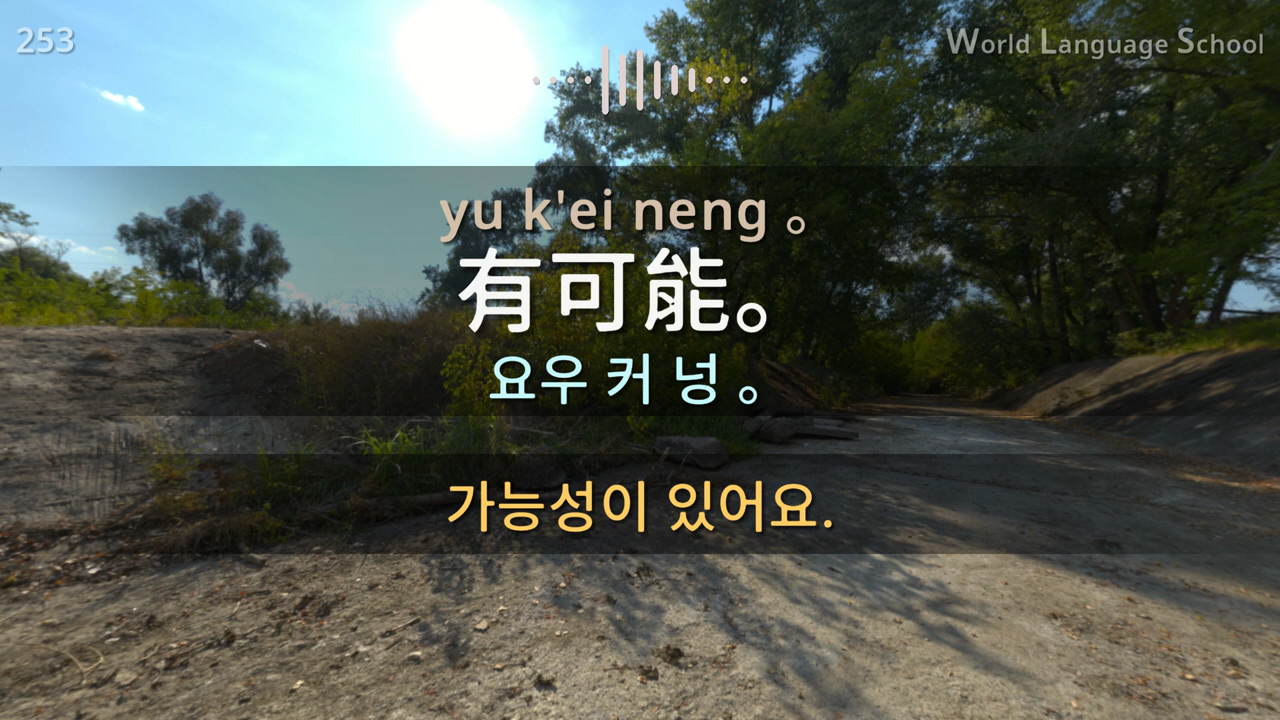 253
World Language School
yu k'ei neng 。
有可能。
요우 커 넝 。
가능성이 있어요.